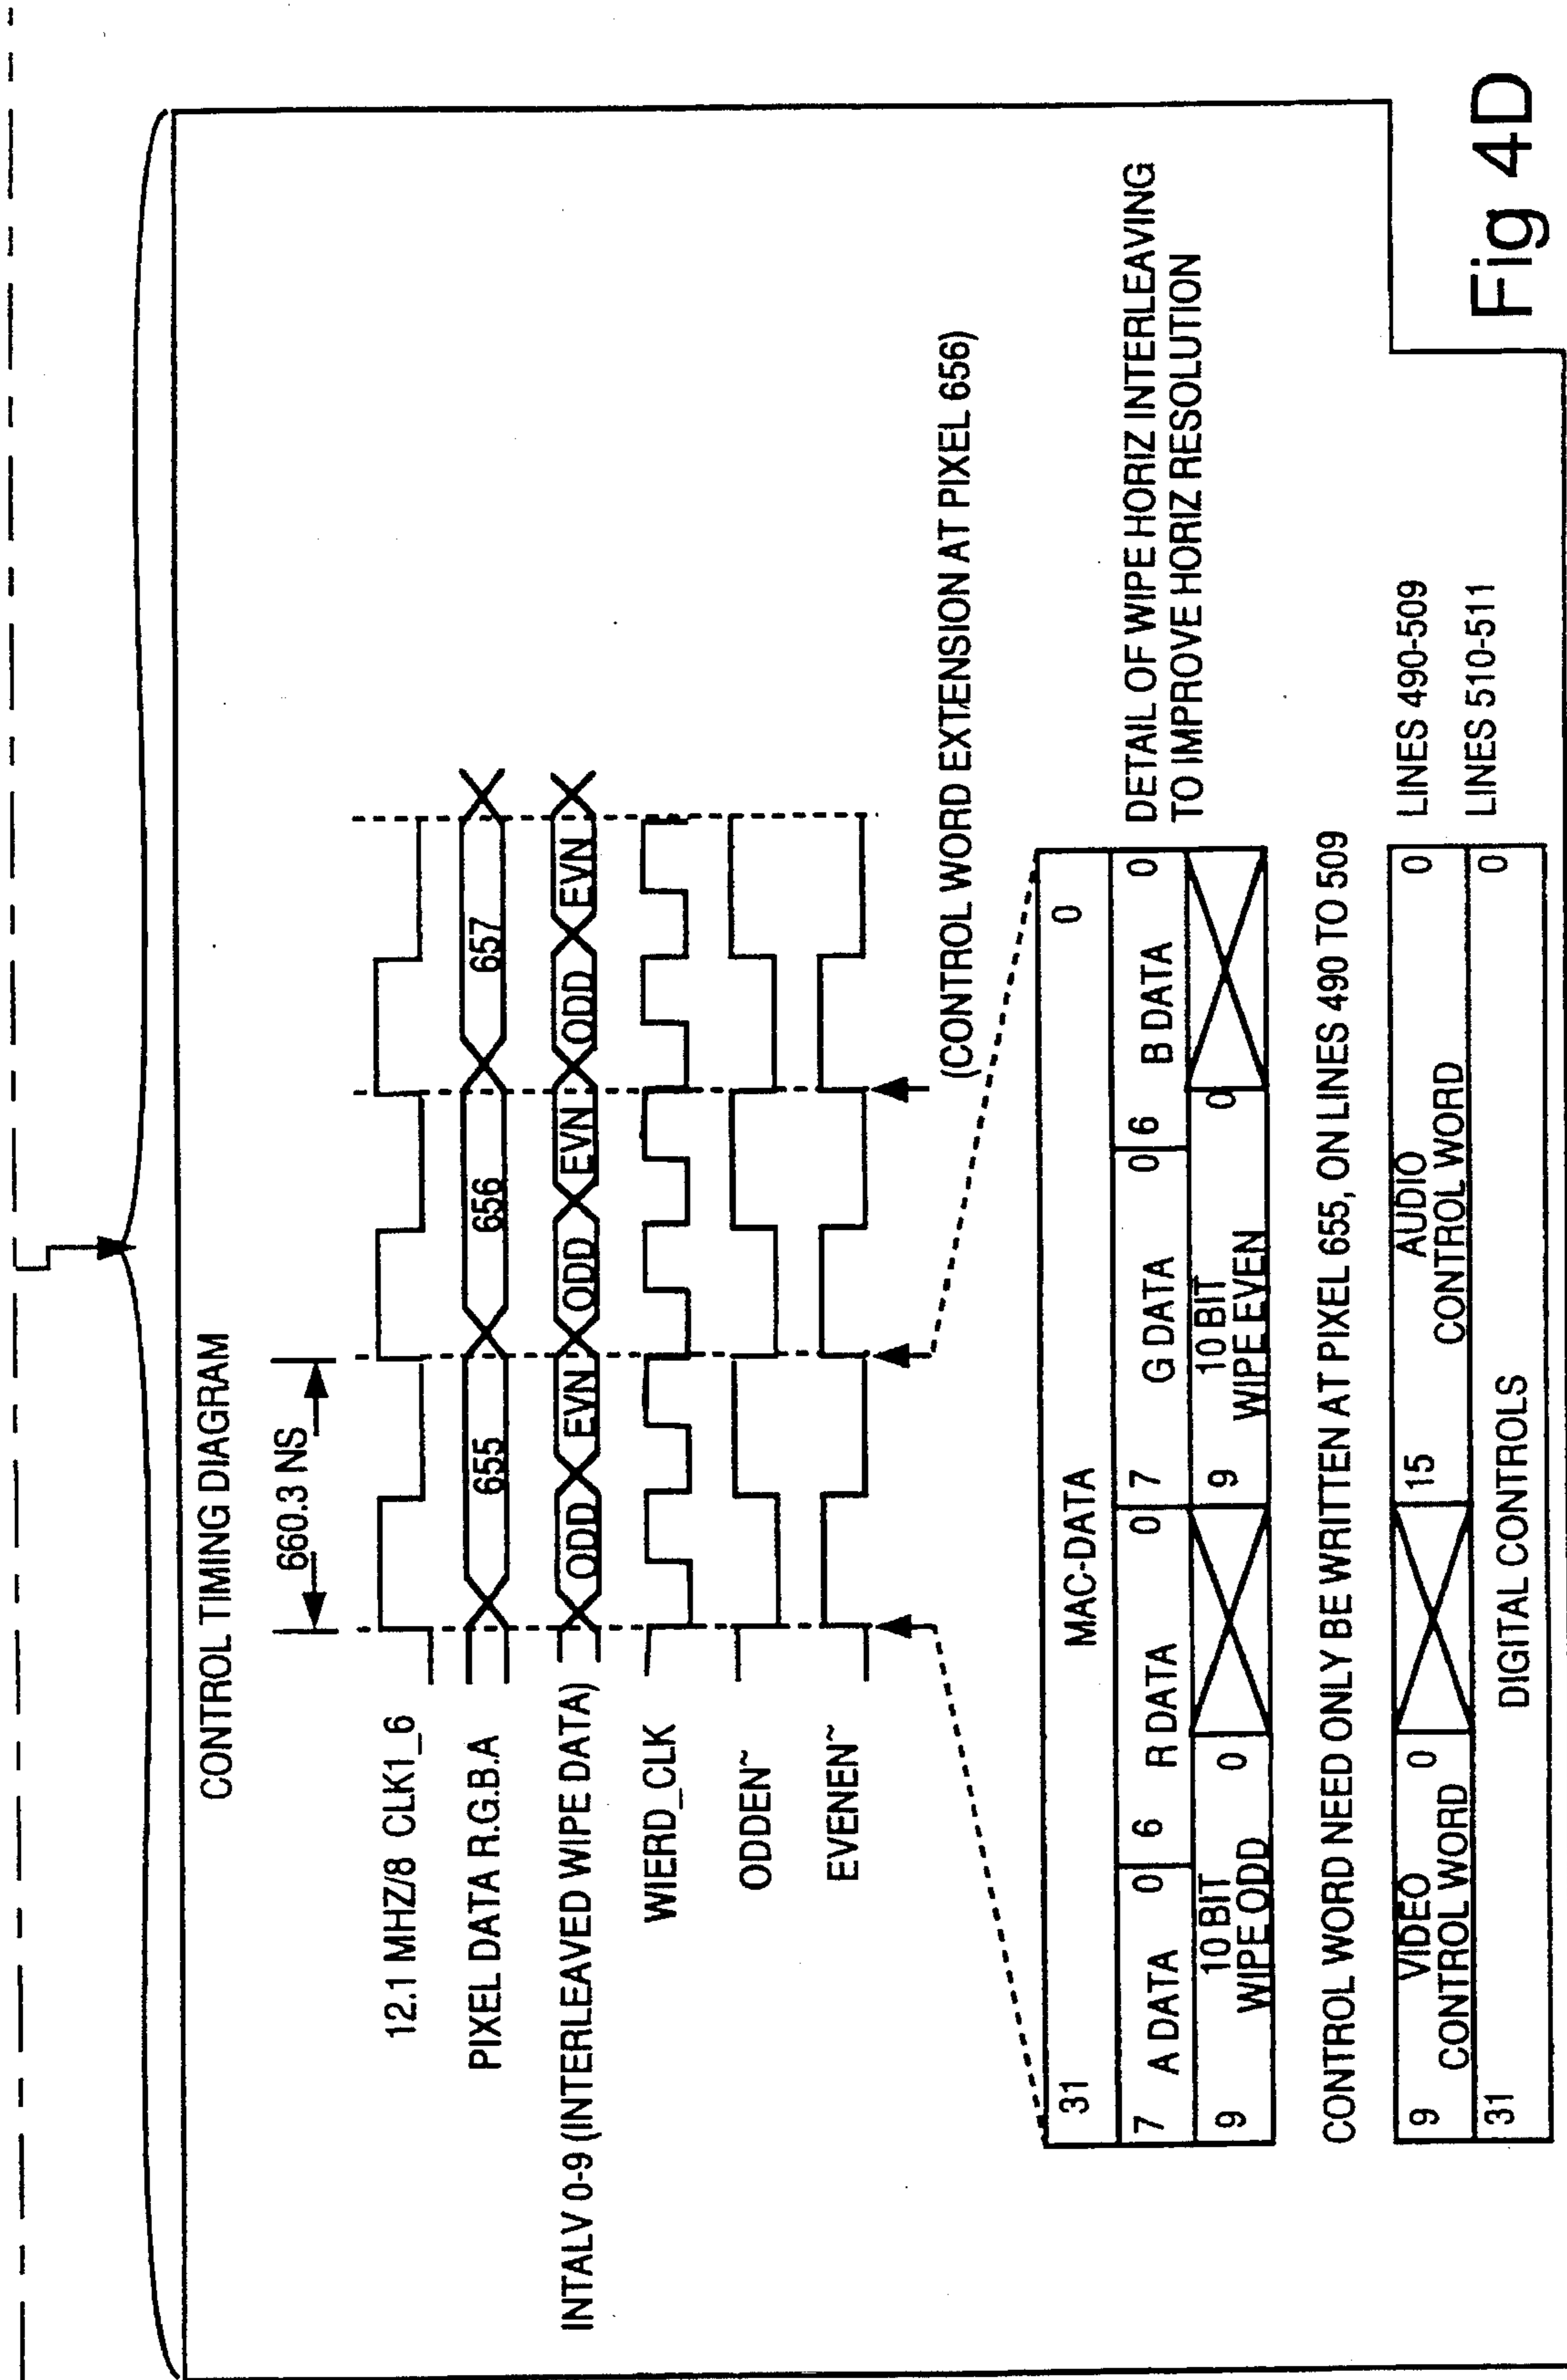 CONTROL TIMING DIAGRAM
660.3 NS
12.1 MHZ/8 CLK1_6
PIXEL DATA R.G.B.A 655 656 657
INTALV 0-9 (INTERLEAVED WIPE DATA) ODD EVN ODD EVN ODD EVN
WIERD_CLK
ODDEN~
EVENEN~
(CONTROL WORD EXTENSION AT PIXEL 656)
31 MAC-DATA 0
7 A DATA 0 6 R DATA 0 7 G DATA 0 6 B DATA 0
9 10 BIT 0 9 10 BIT 0
WIPE ODD WIPE EVEN
DETAIL OF WIPE HORIZ INTERLEAVING
TO IMPROVE HORIZ RESOLUTION
CONTROL WORD NEED ONLY BE WRITTEN AT PIXEL 655, ON LINES 490 TO 509
9 VIDEO 0 15 AUDIO 0 LINES 490-509
CONTROL WORD CONTROL WORD
31 DIGITAL CONTROLS 0 LINES 510-511
Fig 4D